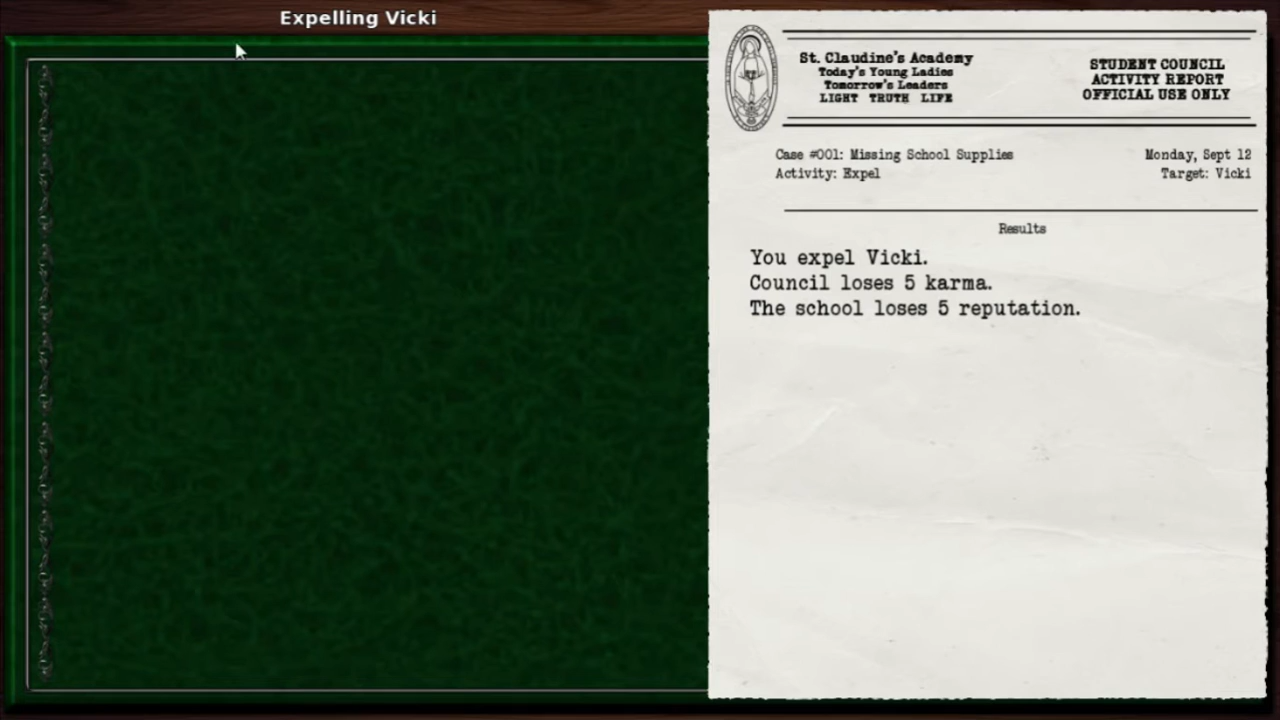 Expelling Vicki
St. Claudine's Academy
Today's Young Ladies
Tomorrow's Leaders
LIGHT TRUTH LIFE
STUDENT COUNCIL
ACTIVITY REPORT
OFFICIAL USE ONLY
Case #001: Missing School Supplies
Monday, Sept 12
Activity: Expel
Target: Vicki
Results
You expel Vicki.
Council loses 5 karma.
The school loses 5 reputation.